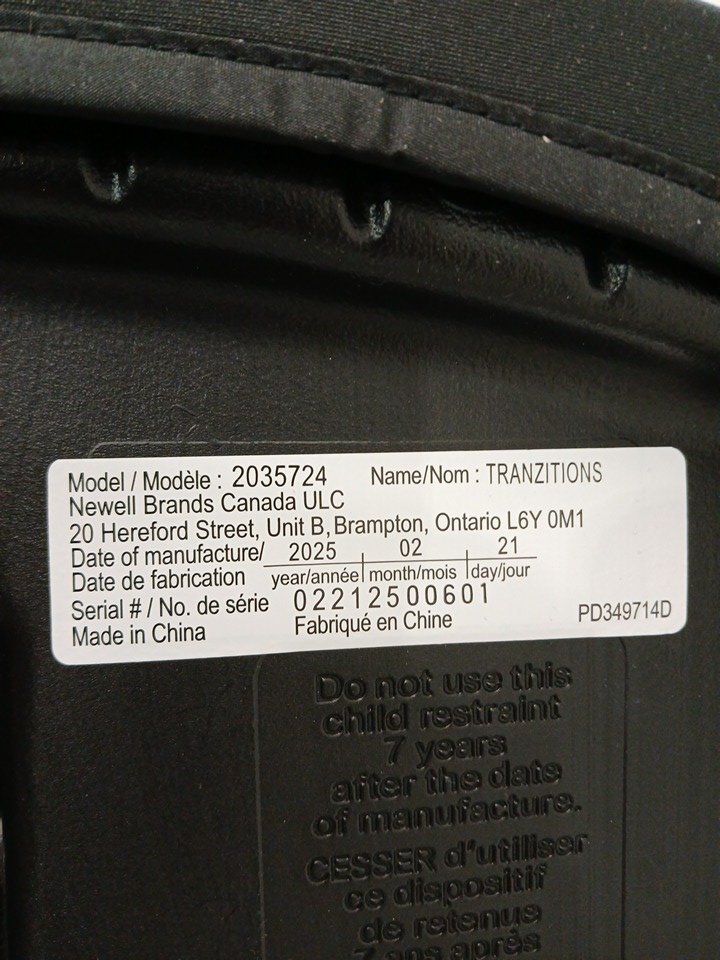 Model / Modèle : 2035724 Name/Nom : TRANZITIONS
Newell Brands Canada ULC
20 Hereford Street, Unit B, Brampton, Ontario L6Y 0M1
Date of manufacture/ 2025 02 21
Date de fabrication year/année month/mois day/jour
Serial # / No. de série 02212500601
Made in China Fabriqué en Chine PD349714D
Do not use this
child restraint
7 years
after the date
of manufacture.
CESSER d'utiliser
ce dispositif
de retenue
7 ans après